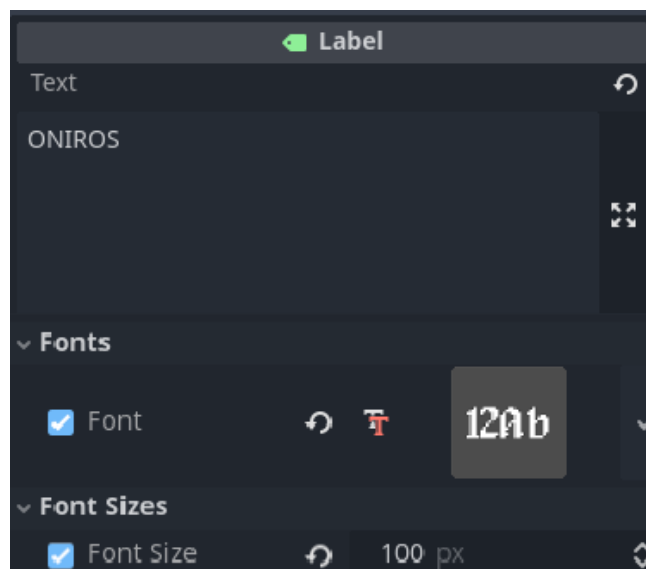 Label
Text
ONIROS
Fonts
Font 12Ab
Font Sizes
Font Size 100 px